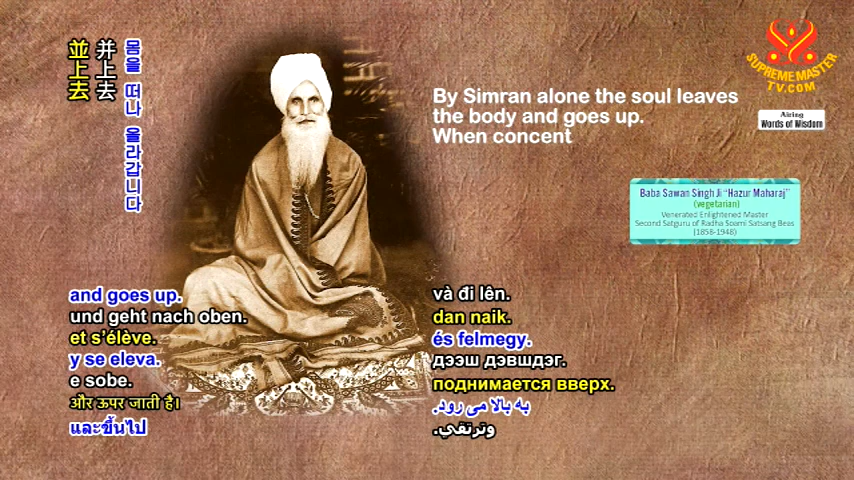 並上去
并上去
몸을 떠나 올라갑니다
SUPREME MASTER
TV.COM
By Simran alone the soul leaves
the body and goes up.
When concent
Airing
Words of Wisdom
Baba Sawan Singh Ji “Hazur Maharaj”
(vegetarian)
Venerated Enlightened Master
Second Satguru of Radha Soami Satsang Beas
(1858-1948)
and goes up.
und geht nach oben.
et s’élève.
y se eleva.
e sobe.
और ऊपर जाती है।
และขึ้นไป
và đi lên.
dan naik.
és felmegy.
дээш дэвшдэг.
поднимается вверх.
به بالا می رود.
وترتقي.